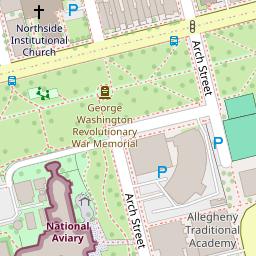 Northside
Institutional
Church
Arch Street
George
Washington
Revolutionary
War Memorial
P
P
National
Aviary
Arch Street
Allegheny
Traditional
Academy
P